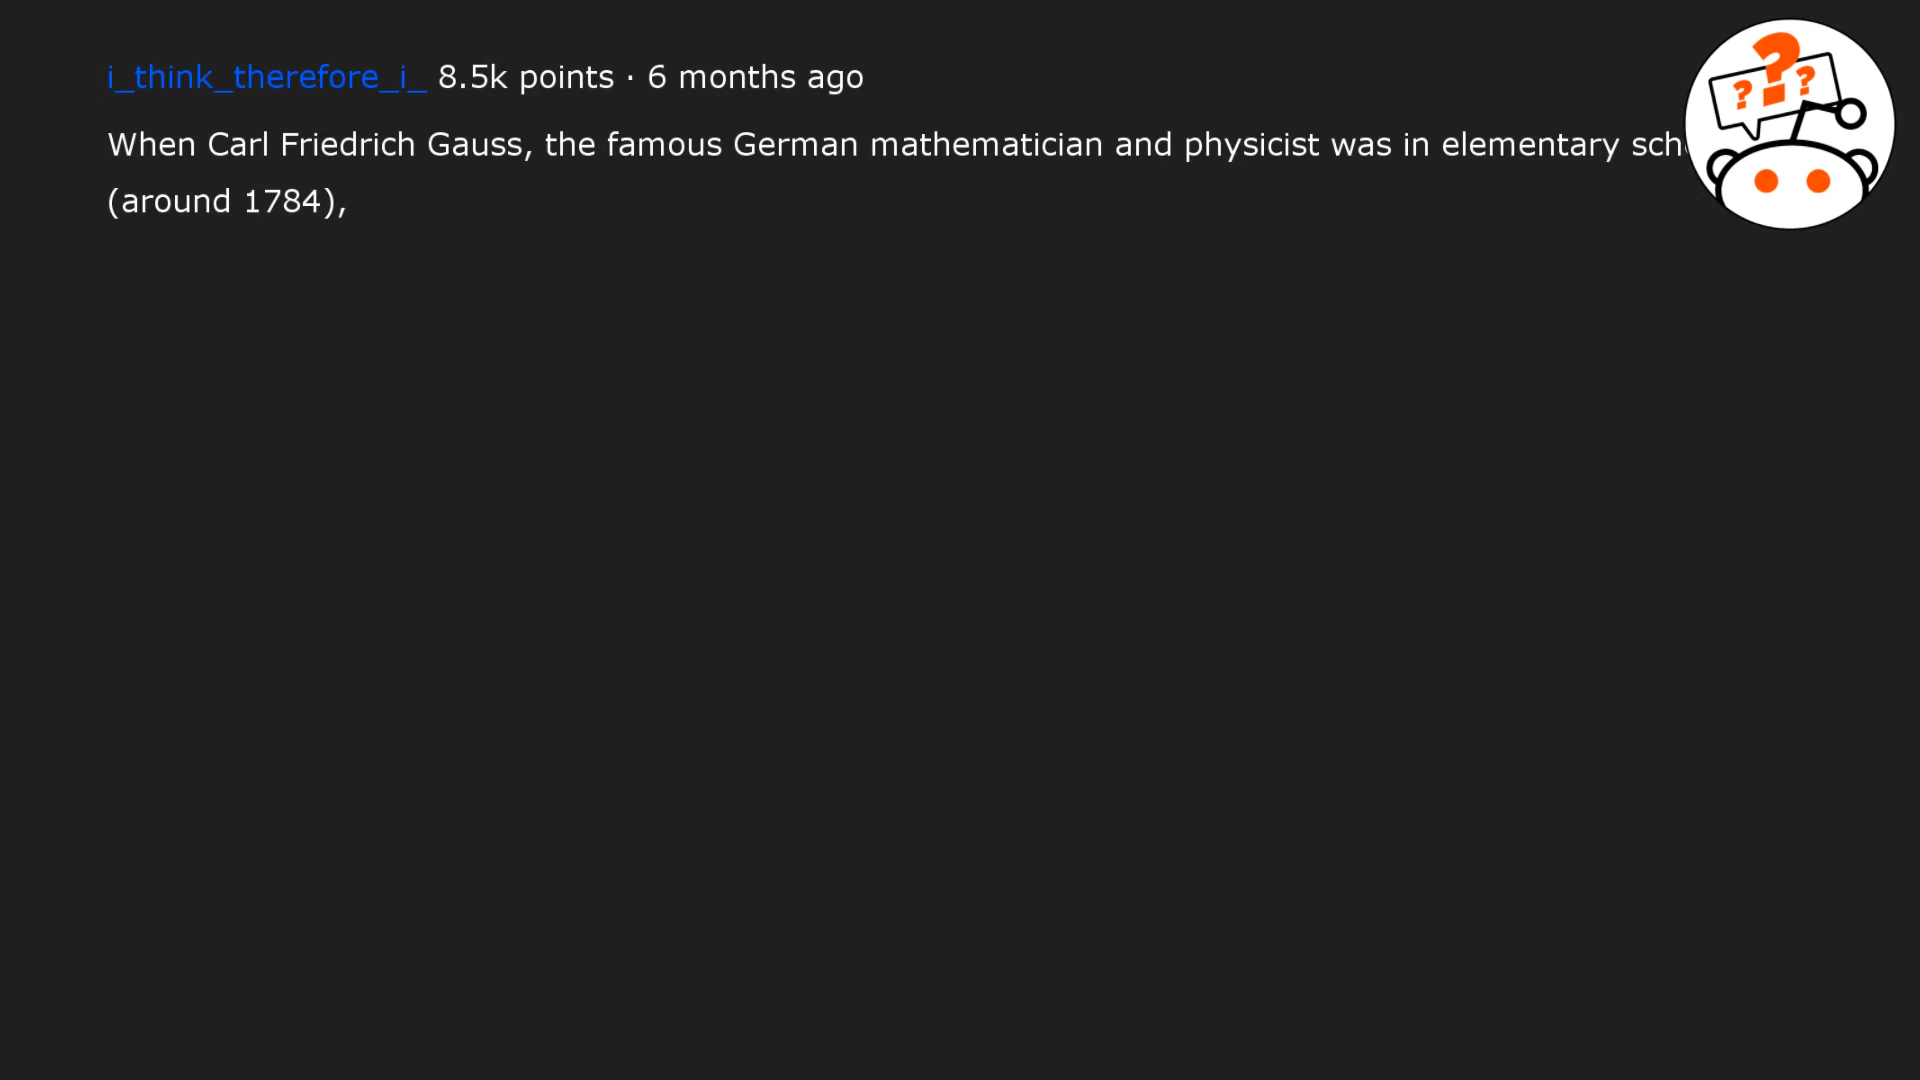 i_think_therefore_i_ 8.5k points · 6 months ago
When Carl Friedrich Gauss, the famous German mathematician and physicist was in elementary
(around 1784),
? ? ?